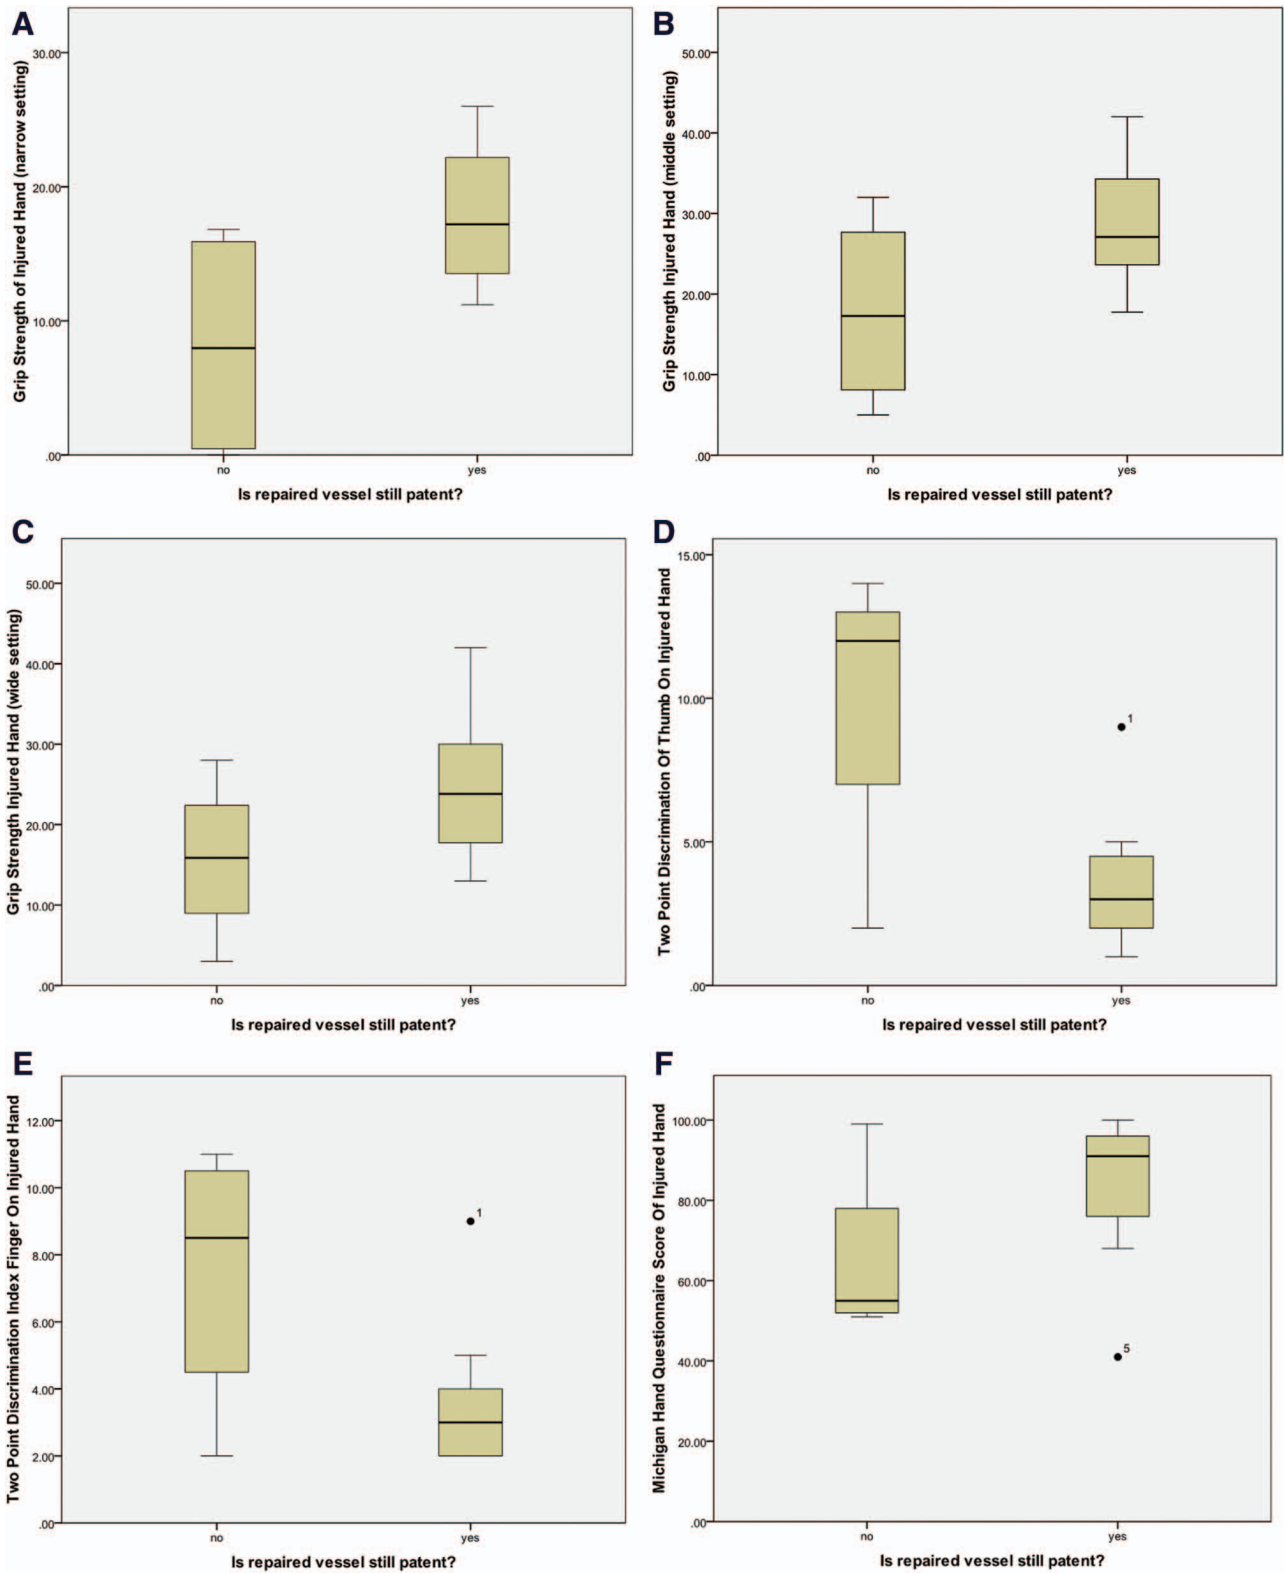 A
Grip Strength of Injured Hand (narrow setting)
30.00
20.00
10.00
.00
no
yes
Is repaired vessel still patent?
B
Grip Strength Injured Hand (middle setting)
50.00
40.00
30.00
20.00
10.00
.00
no
yes
Is repaired vessel still patent?
C
Grip Strength Injured Hand (wide setting)
50.00
40.00
30.00
20.00
10.00
.00
no
yes
Is repaired vessel still patent?
D
Two Point Discrimination Of Thumb On Injured Hand
15.00
10.00
5.00
.00
1
no
yes
Is repaired vessel still patent?
E
Two Point Discrimination Index Finger On Injured Hand
12.00
10.00
8.00
6.00
4.00
2.00
.00
1
no
yes
Is repaired vessel still patent?
F
Michigan Hand Questionnaire Score Of Injured Hand
100.00
80.00
60.00
40.00
20.00
.00
5
no
yes
Is repaired vessel still patent?